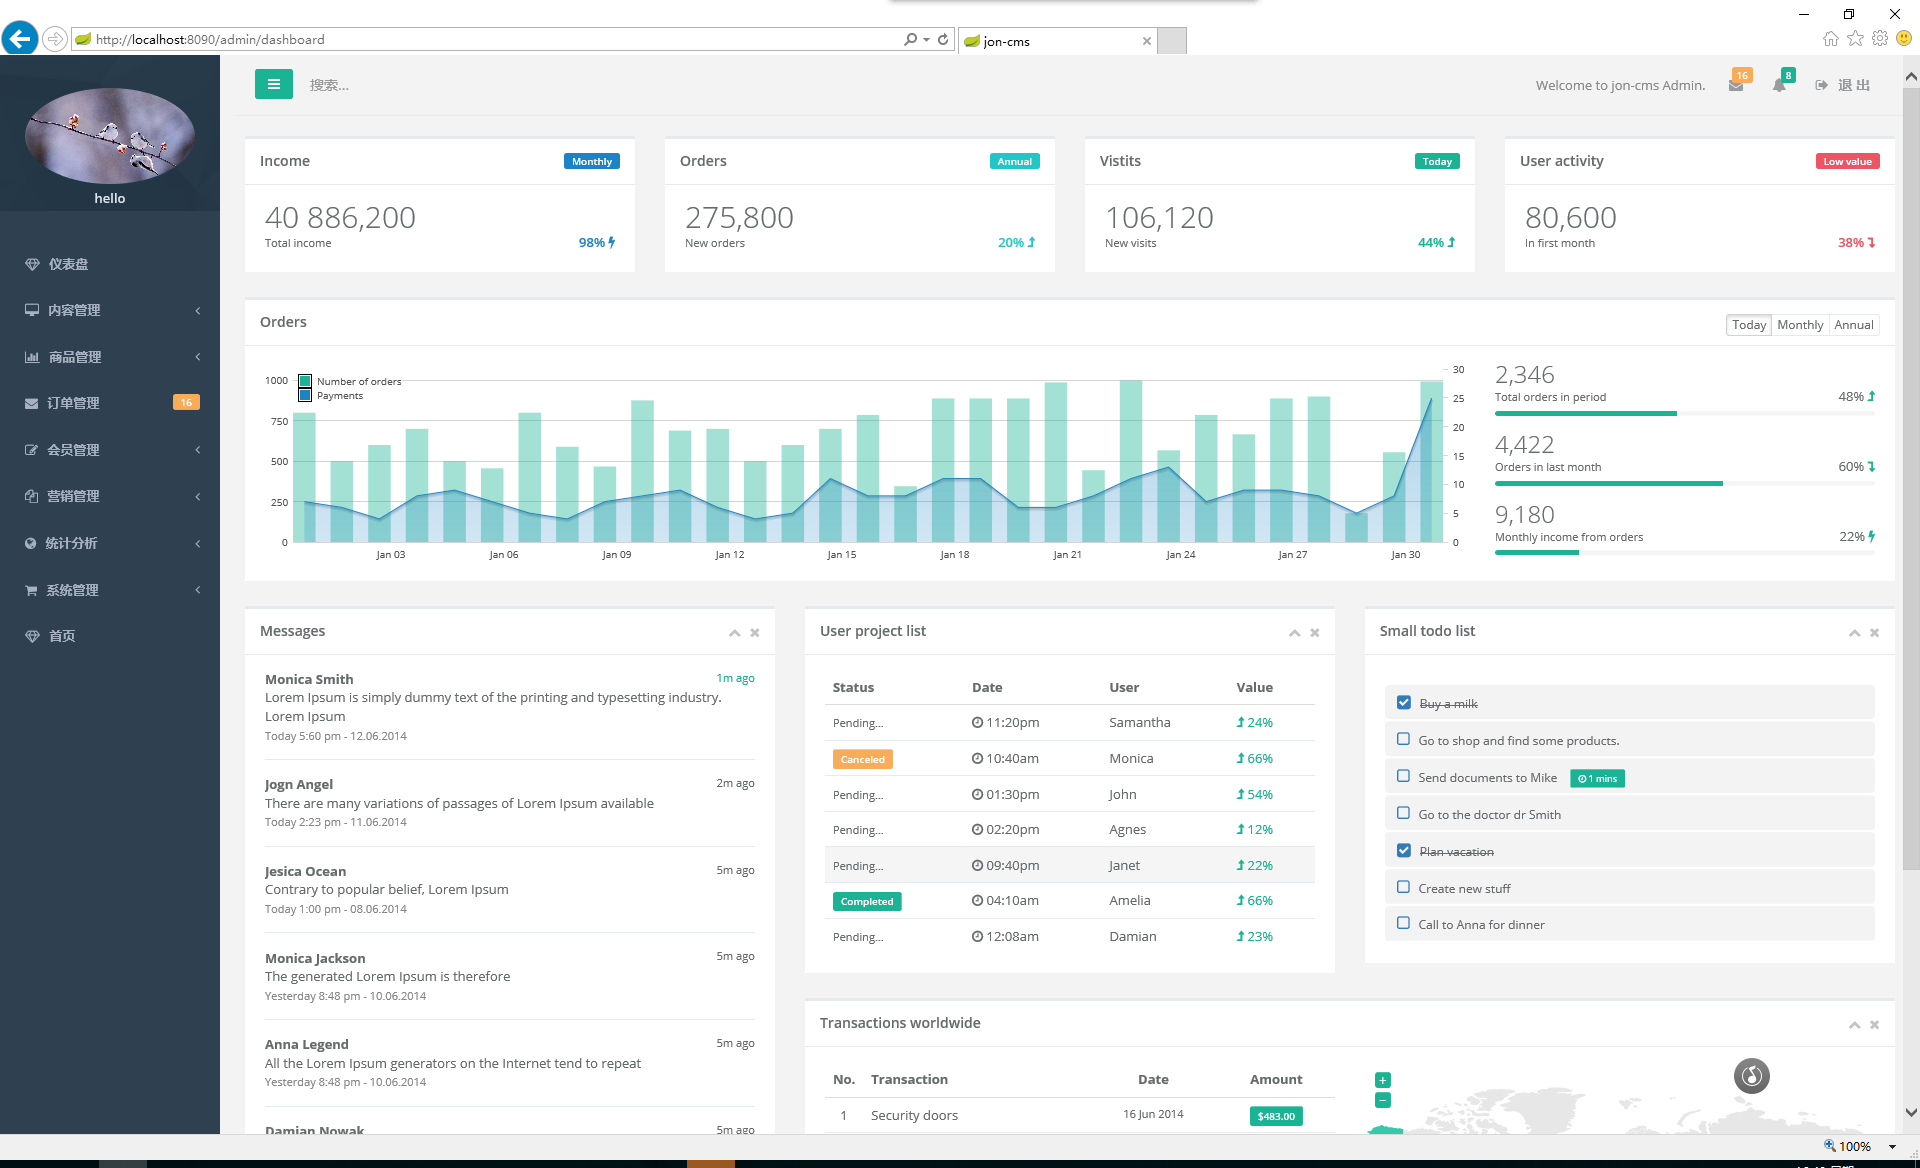 http://localhost:8090/admin/dashboard
jon-cms
hello
仪表盘
内容管理
商品管理
订单管理 16
会员管理
营销管理
统计分析
系统管理
首页
搜索...
Welcome to jon-cms Admin. 16 8 退出
Income Monthly
40 886,200
Total income 98%
Orders Annual
275,800
New orders 20%
Vistits Today
106,120
New visits 44%
User activity Low value
80,600
In first month 38%
Orders Today Monthly Annual
Number of orders
Payments
1000
750
500
250
0
30
25
20
15
10
5
0
Jan 03 Jan 06 Jan 09 Jan 12 Jan 15 Jan 18 Jan 21 Jan 24 Jan 27 Jan 30
2,346
Total orders in period 48%
4,422
Orders in last month 60%
9,180
Monthly income from orders 22%
Messages
Monica Smith 1m ago
Lorem Ipsum is simply dummy text of the printing and typesetting industry.
Lorem Ipsum
Today 5:60 pm - 12.06.2014
Jogn Angel 2m ago
There are many variations of passages of Lorem Ipsum available
Today 2:23 pm - 11.06.2014
Jesica Ocean 5m ago
Contrary to popular belief, Lorem Ipsum
Today 1:00 pm - 08.06.2014
Monica Jackson 5m ago
The generated Lorem Ipsum is therefore
Yesterday 8:48 pm - 10.06.2014
Anna Legend 5m ago
All the Lorem Ipsum generators on the Internet tend to repeat
Yesterday 8:48 pm - 10.06.2014
Damian Nowak 5m ago
User project list
Status Date User Value
Pending... 11:20pm Samantha 24%
Canceled 10:40am Monica 66%
Pending... 01:30pm John 54%
Pending... 02:20pm Agnes 12%
Pending... 09:40pm Janet 22%
Completed 04:10am Amelia 66%
Pending... 12:08am Damian 23%
Small todo list
Buy a milk
Go to shop and find some products.
Send documents to Mike 1 mins
Go to the doctor dr Smith
Plan vacation
Create new stuff
Call to Anna for dinner
Transactions worldwide
No. Transaction Date Amount
1 Security doors 16 Jun 2014 $483.00
100%